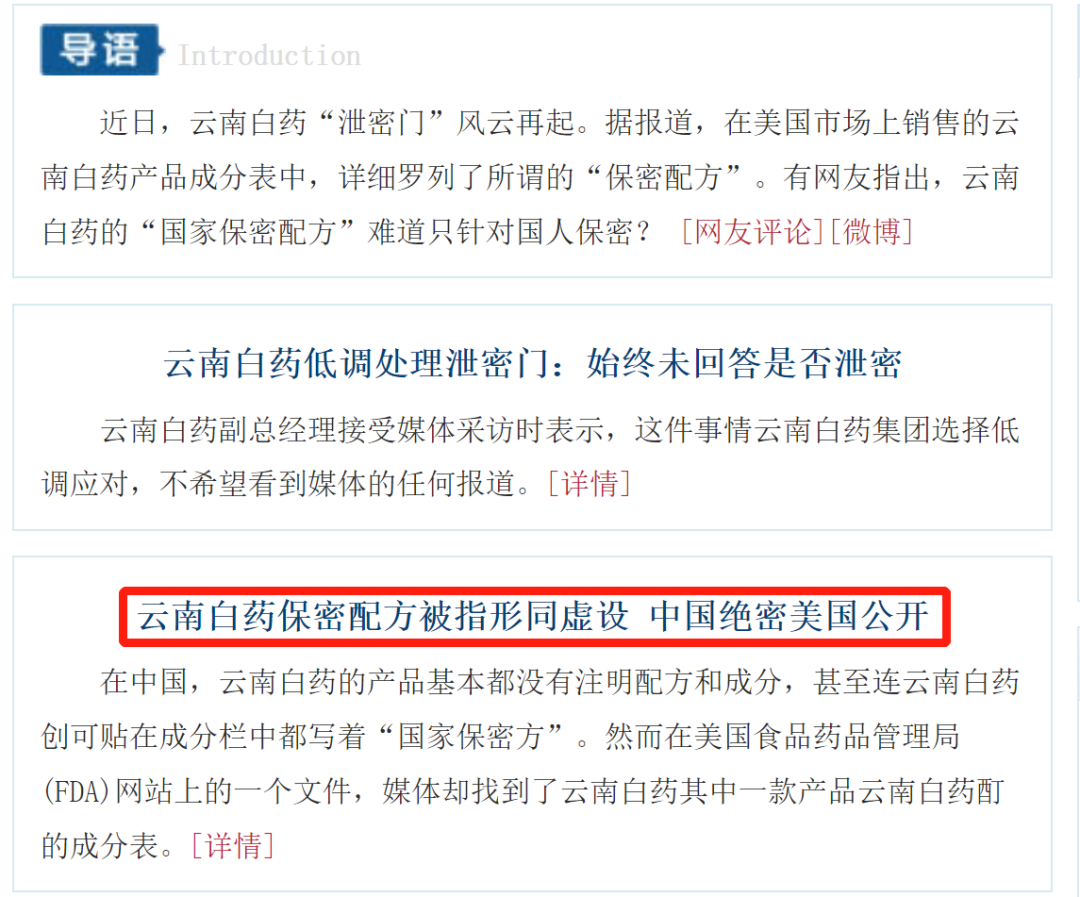 导语 Introduction
近日，云南白药“泄密门”风云再起。据报道，在美国市场上销售的云
南白药产品成分表中，详细罗列了所谓的“保密配方”。有网友指出，云南
白药的“国家保密配方”难道只针对国人保密？ [网友评论][微博]
云南白药低调处理泄密门：始终未回答是否泄密
云南白药副总经理接受媒体采访时表示，这件事情云南白药集团选择低
调应对，不希望看到媒体的任何报道。[详情]
云南白药保密配方被指形同虚设 中国绝密美国公开
在中国，云南白药的产品基本都没有注明配方和成分，甚至连云南白药
创可贴在成分栏中都写着“国家保密方”。然而在美国食品药品管理局
(FDA)网站上的一个文件，媒体却找到了云南白药其中一款产品云南白药酊
的成分表。[详情]